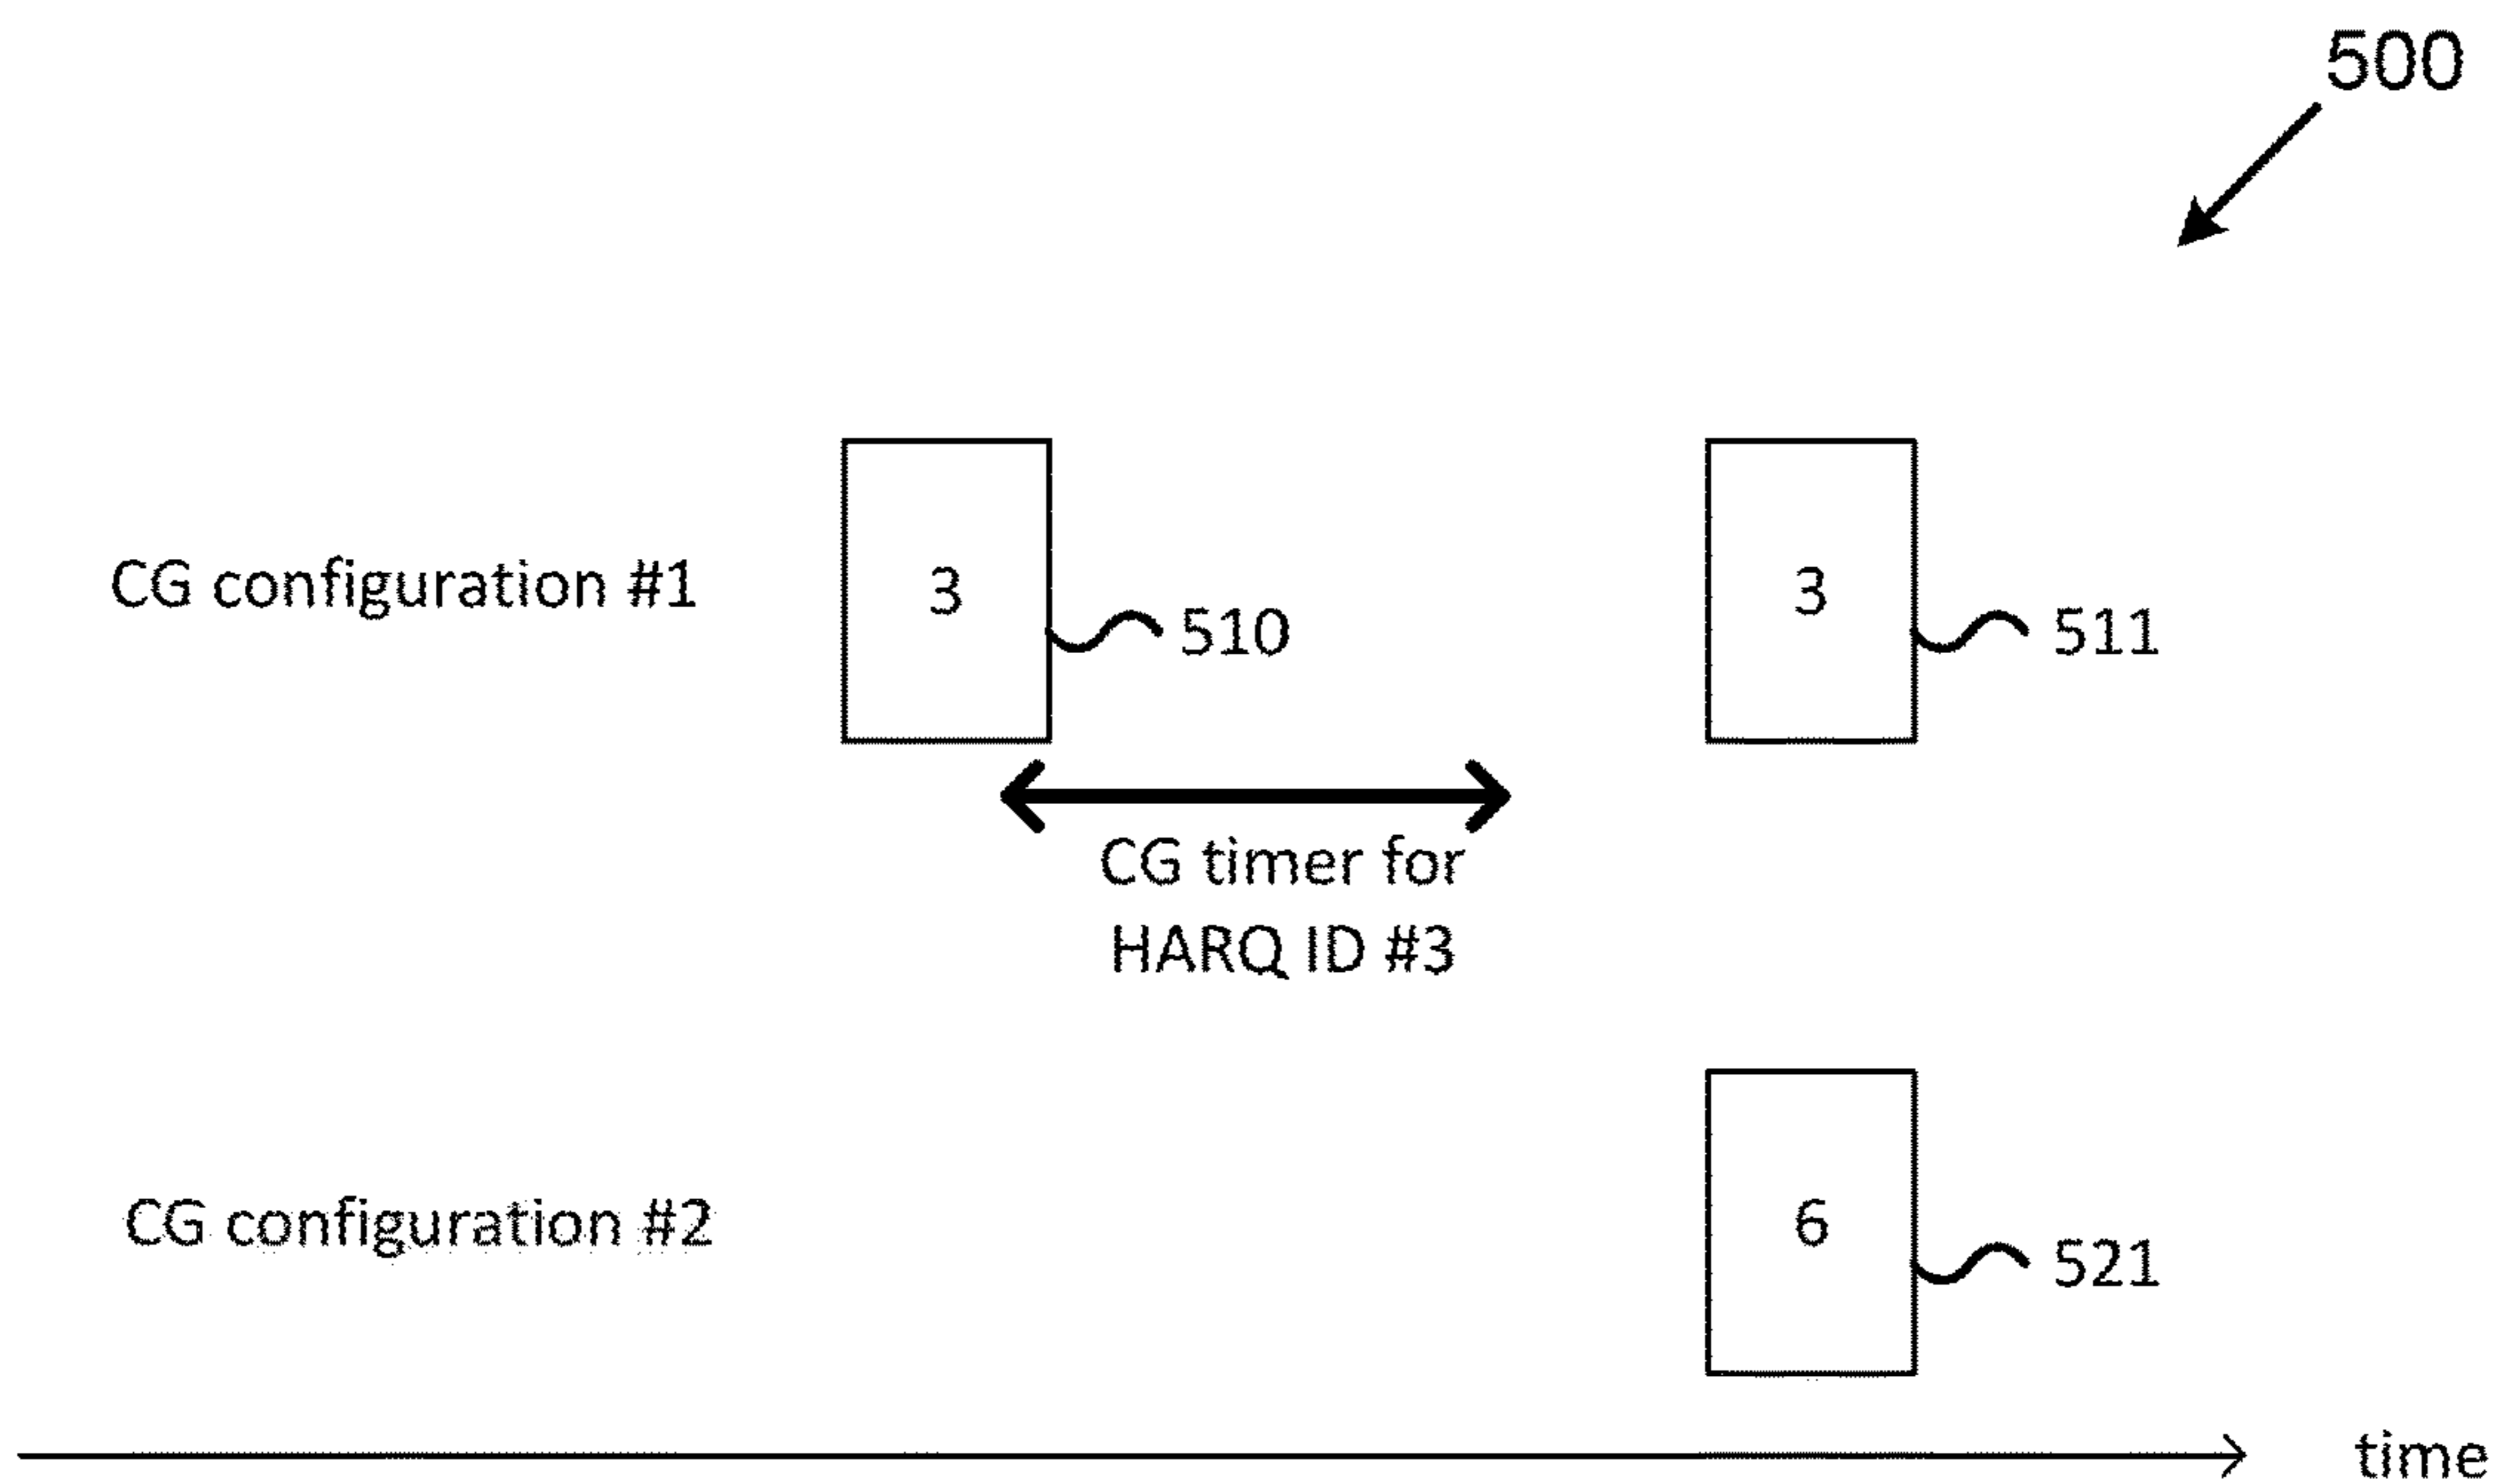 500
CG configuration #1
3
510
3
511
CG timer for
HARQ ID #3
CG configuration #2
6
521
time